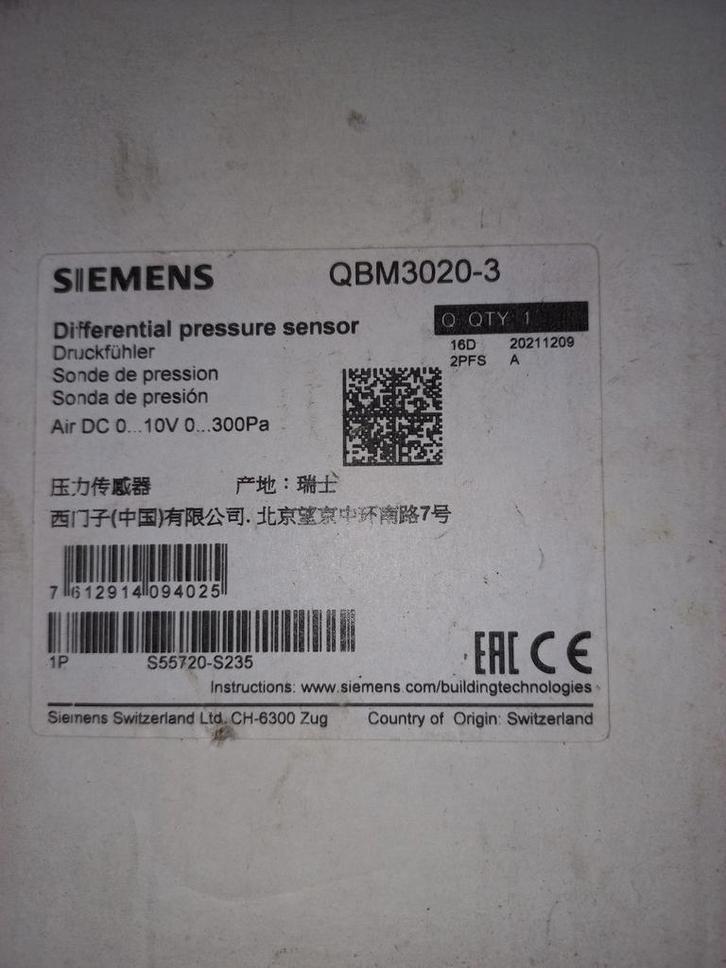 SIEMENS
QBM3020-3
Differential pressure sensor
Q QTY 1
Druckfühler
16D 20211209
2PFS A
Sonde de pression
Sonda de presión
Air DC 0...10V 0...300Pa
压力传感器 产地：瑞士
西门子(中国)有限公司. 北京望京中环南路7号
7 612914 094025
1P S55720-S235
EAC CE
Instructions: www.siemens.com/buildingtechnologies
Siemens Switzerland Ltd. CH-6300 Zug Country of Origin: Switzerland